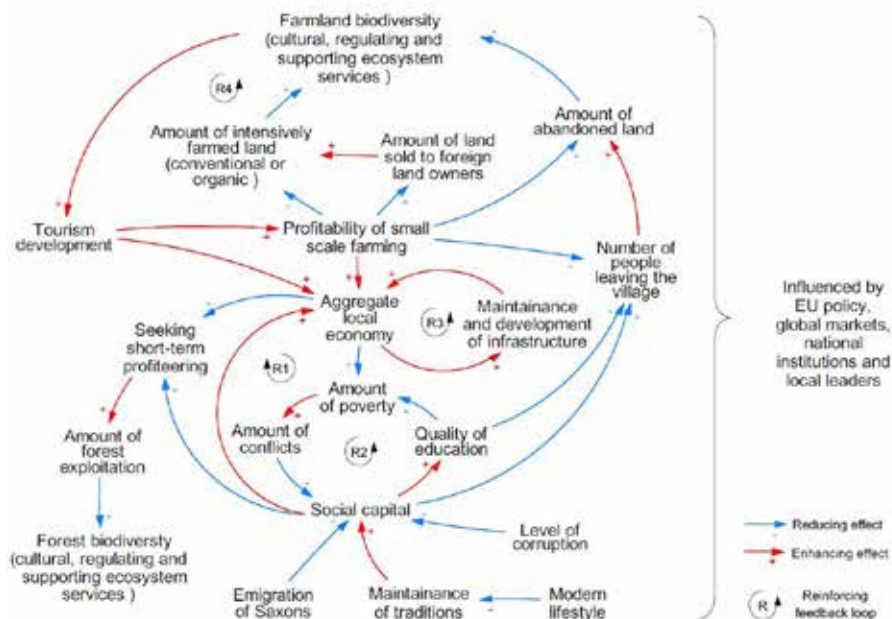 Farmland biodiversity
(cultural, regulating and
supporting ecosystem
services )
R4
Amount of intensively
farmed land
(conventional or
organic )
Amount of land
sold to foreign
land owners
Amount of
abandoned land
Tourism
development
Profitability of small
scale farming
Number of
people
leaving the
village
Aggregate
local
economy
R3
Maintainance
and development
of infrastructure
Seeking
short-term
profiteering
R1
Amount
of poverty
Amount of
forest
exploitation
Amount of
conflicts
R2
Quality of
education
Social capital
Forest biodiversty
(cultural, regulating and
supporting ecosystem
services )
Level of
corruption
Emigration
of Saxons
Maintainance
of traditions
Modern
lifestyle
Influenced by
EU policy,
global markets,
national
institutions and
local leaders
Reducing effect
Enhancing effect
R
Reinforcing
feedback loop